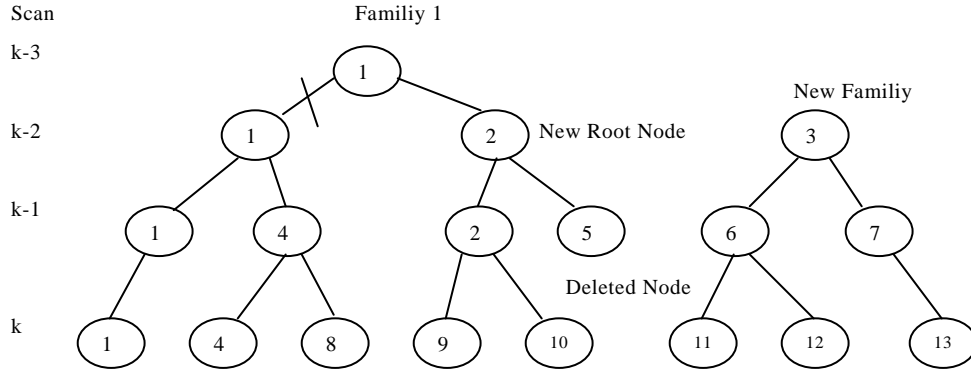 Scan Familiy 1
k-3
1
New Familiy
k-2 1 2 New Root Node 3
k-1 1 4 2 5 6 7
Deleted Node
k 1 4 8 9 10 11 12 13